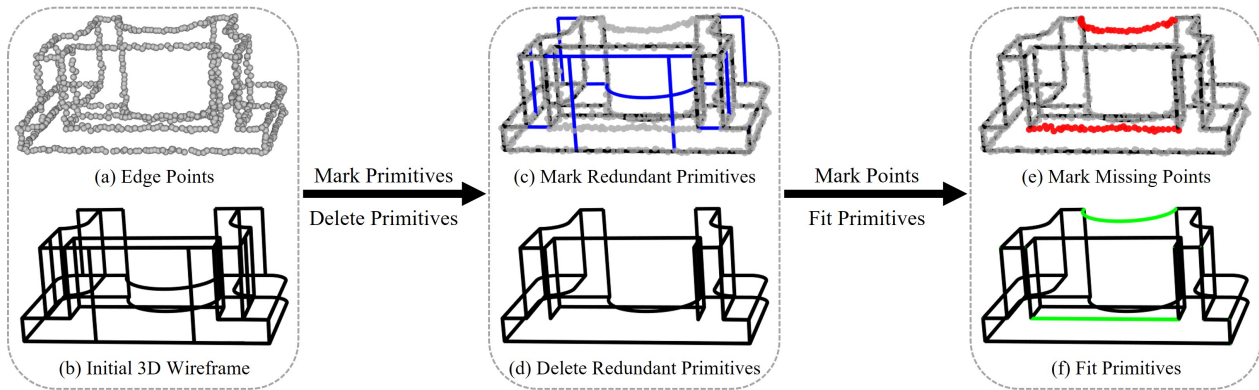 (a) Edge Points
(b) Initial 3D Wireframe
Mark Primitives
Delete Primitives
(c) Mark Redundant Primitives
(d) Delete Redundant Primitives
Mark Points
Fit Primitives
(e) Mark Missing Points
(f) Fit Primitives